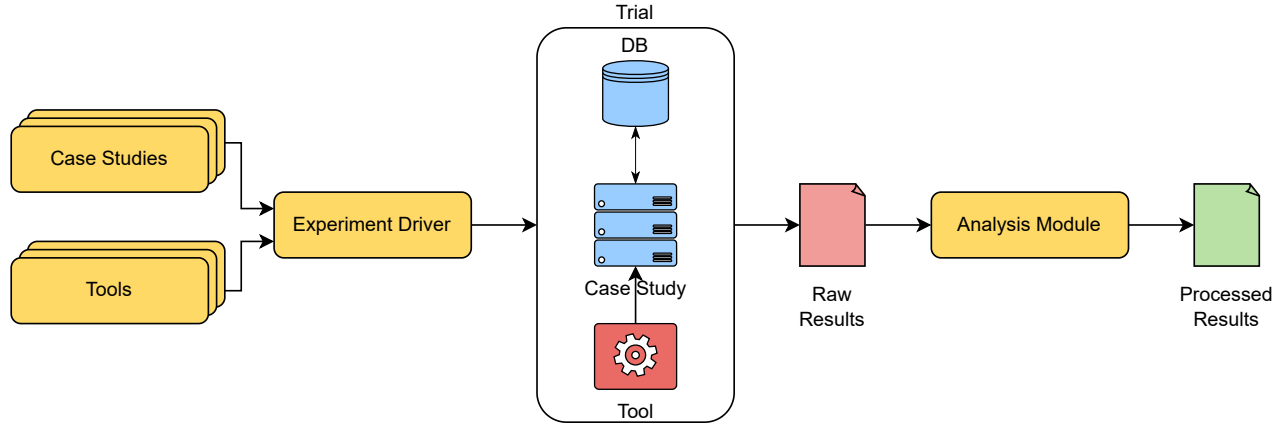 Trial
DB
Case Studies
Experiment Driver
Analysis Module
Tools
Case Study
Raw
Results
Processed
Results
Tool